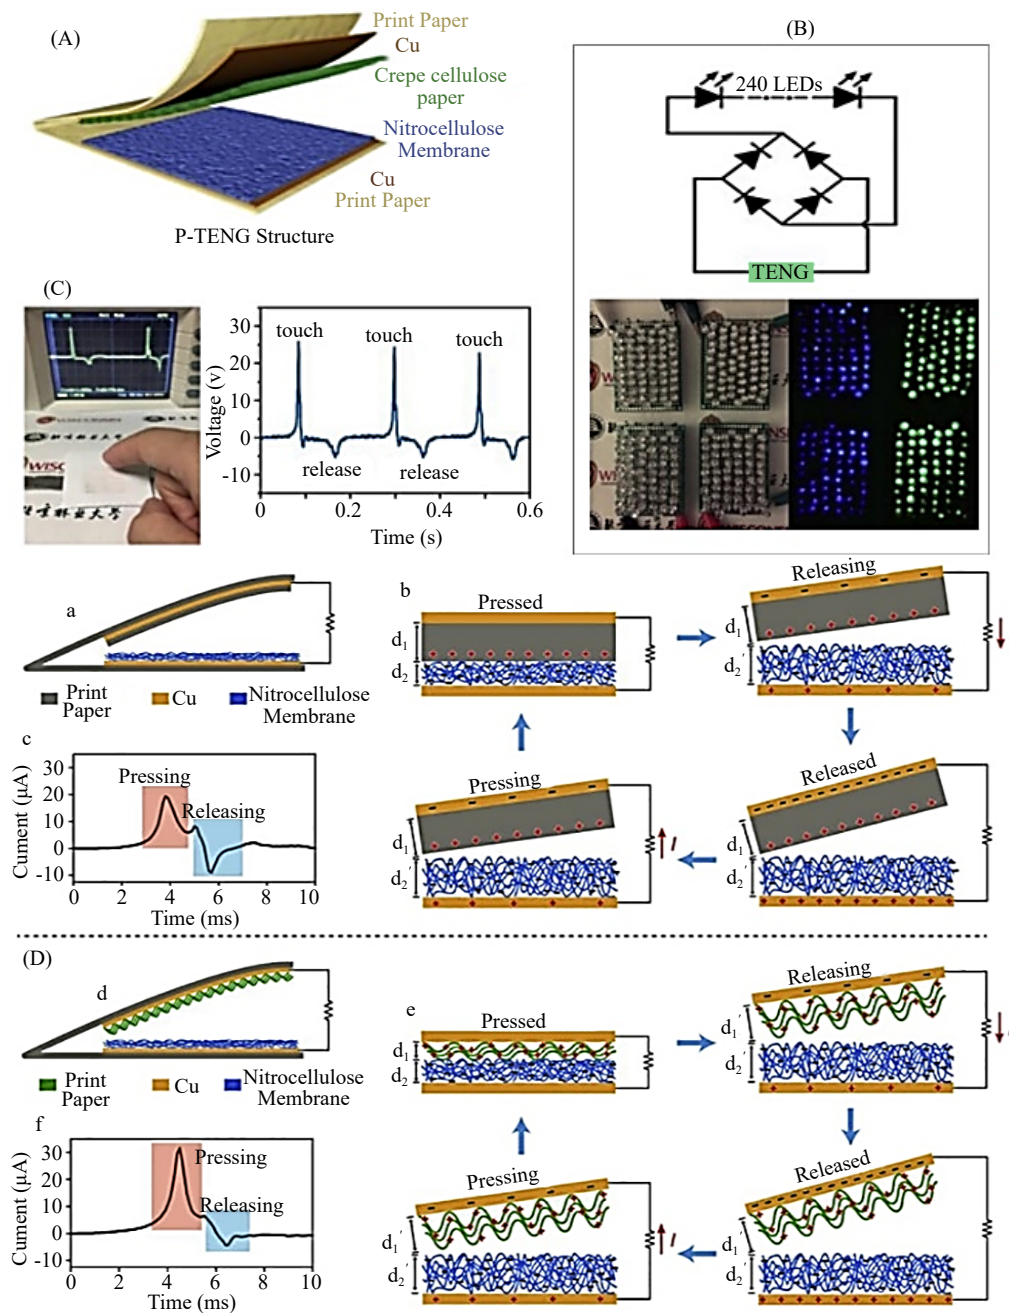 (A)
Print Paper
Cu
Crepe cellulose
paper
Nitrocellulose
Membrane
Cu
Print Paper
P-TENG Structure
(B)
240 LEDs
TENG
(C)
WISC
Voltage (v)
30
20
10
0
-10
touch
touch
touch
release
release
0
0.2
0.4
0.6
Time (s)
a
Print
Paper
Cu
Nitrocellulose
Membrane
b
Pressed
d1
d2
Releasing
d1
d2'
Released
d1
d2'
Pressing
d1
d2'
I
c
Cument (μA)
30
20
10
0
-10
Pressing
Releasing
0 2 4 6 8 10
Time (ms)
(D)
d
Print
Paper
Cu
Nitrocellulose
Membrane
e
Pressed
d1
d2
Releasing
d1'
d2'
Released
d1'
d2'
Pressing
d1'
d2'
I
f
Cument (μA)
30
20
10
0
-10
Pressing
Releasing
0 2 4 6 8 10
Time (ms)